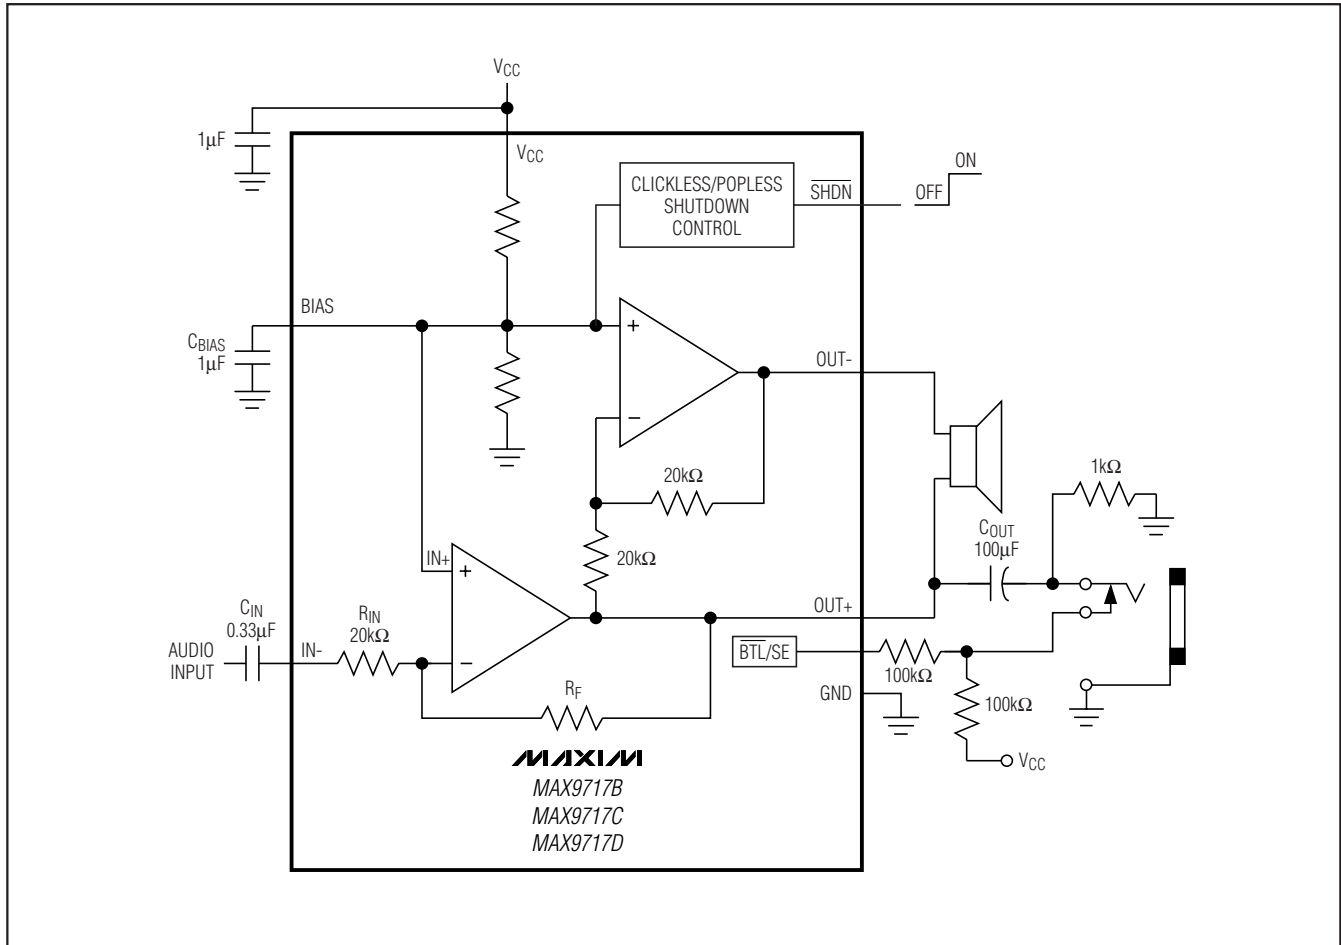 VCC
1µF
VCC
CLICKLESS/POPLESS
SHUTDOWN
CONTROL
SHDN
OFF
ON
BIAS
CBIAS
1µF
+
−
OUT-
20kΩ
20kΩ
1kΩ
COUT
100µF
IN+
+
−
OUT+
CIN
0.33µF
AUDIO
INPUT
IN-
RIN
20kΩ
RF
BTL/SE
100kΩ
GND
100kΩ
VCC
MAXIM
MAX9717B
MAX9717C
MAX9717D